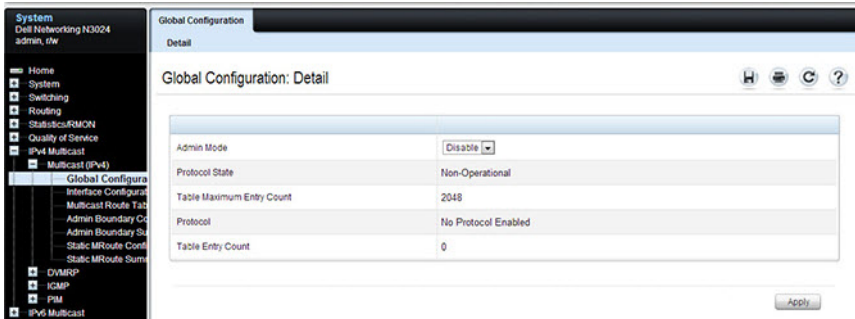 System
Dell Networking N3024
admin, r/w
Home
System
Switching
Routing
Statistics/RMON
Quality of Service
IPv4 Multicast
Multicast (IPv4)
Global Configura
Interface Configurat
Multicast Route Tab
Admin Boundary Co
Admin Boundary Su
Static MRoute Confi
Static MRoute Summ
DVMRP
IGMP
PIM
IPv6 Multicast
Global Configuration
Detail
Global Configuration: Detail
Admin Mode Disable
Protocol State Non-Operational
Table Maximum Entry Count 2048
Protocol No Protocol Enabled
Table Entry Count 0
Apply